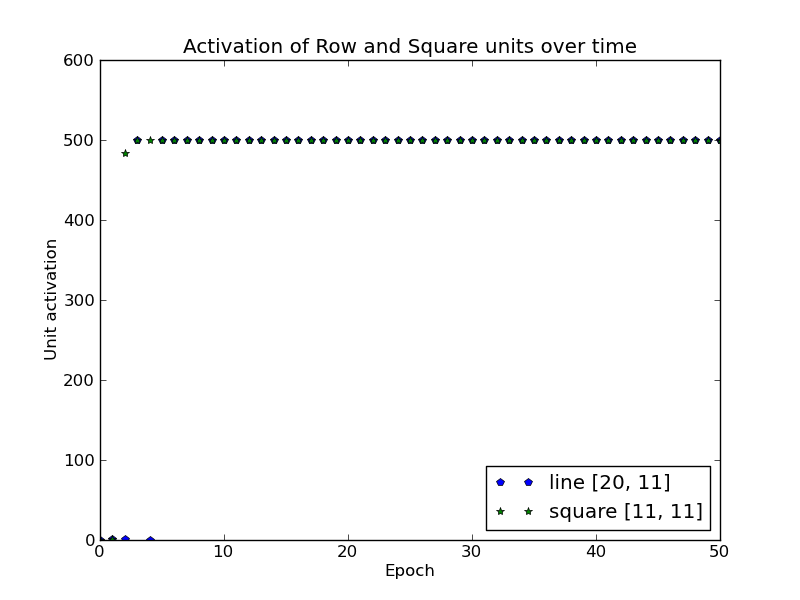 Activation of Row and Square units over time
600
500
400
300
200
100
0
Unit activation
0 10 20 30 40 50
Epoch
line [20, 11]
square [11, 11]